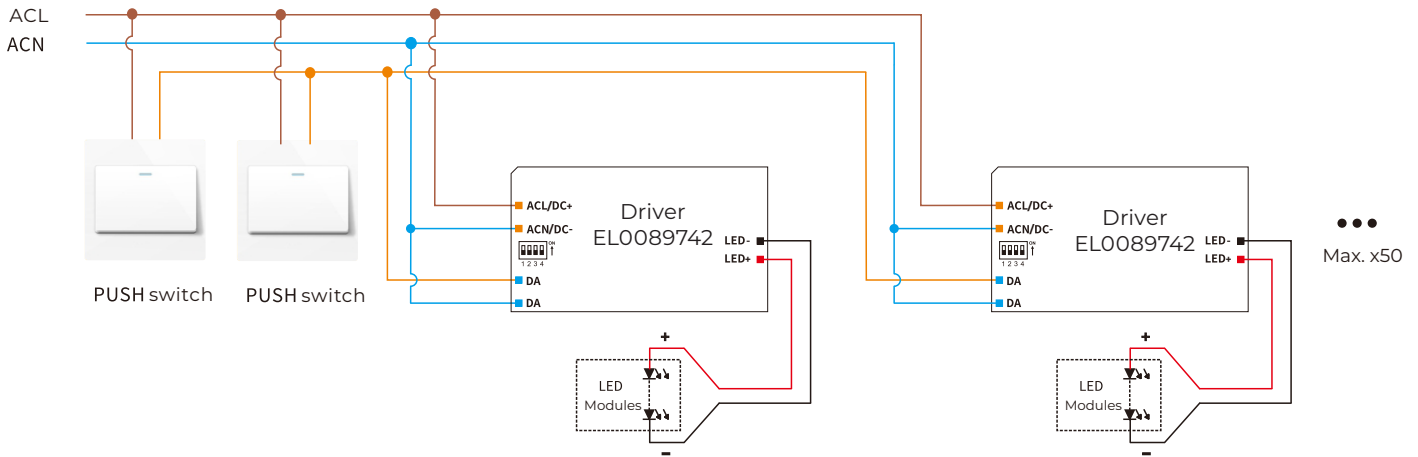 ACL
ACN
PUSH switch
PUSH switch
ACL/DC+
ACN/DC-
ON
1 2 3 4
DA
DA
Driver
EL0089742
LED-
LED+
+
LED
Modules
-
ACL/DC+
ACN/DC-
ON
1 2 3 4
DA
DA
Driver
EL0089742
LED-
LED+
+
LED
Modules
-
•••
Max. x50